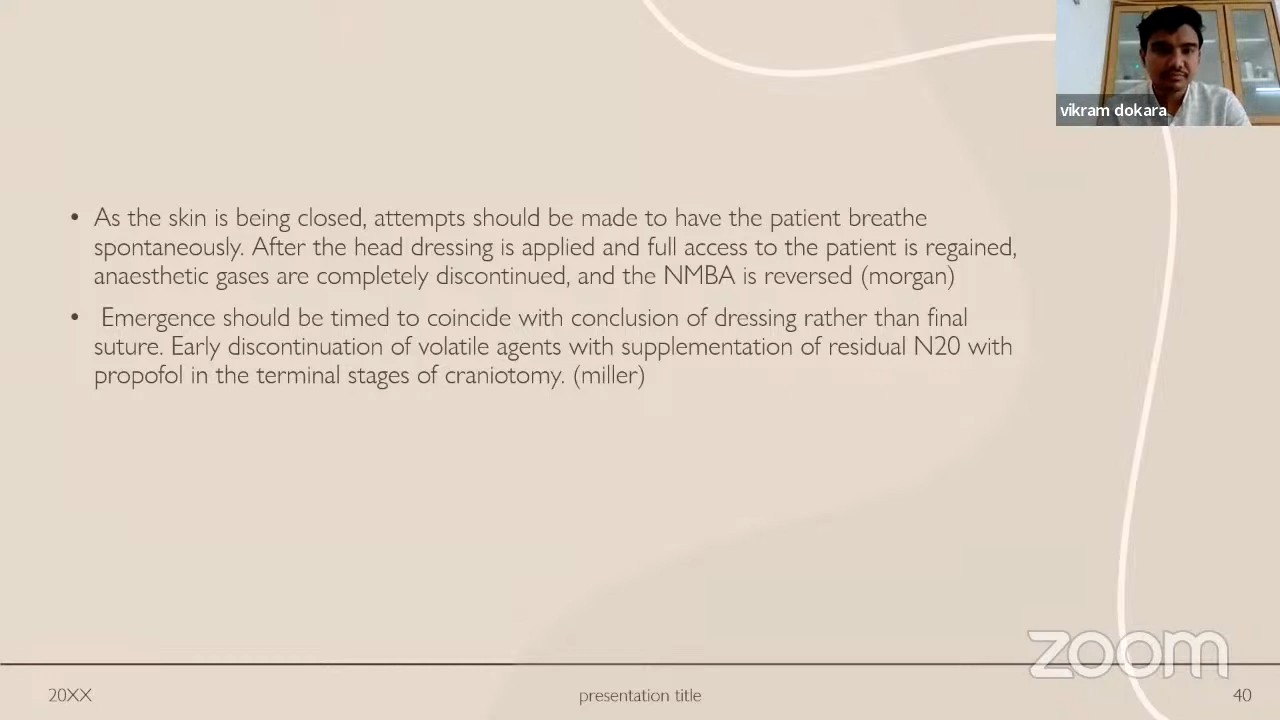 vikram dokara
• As the skin is being closed, attempts should be made to have the patient breathe
spontaneously. After the head dressing is applied and full access to the patient is regained,
anaesthetic gases are completely discontinued, and the NMBA is reversed (morgan)
• Emergence should be timed to coincide with conclusion of dressing rather than final
suture. Early discontinuation of volatile agents with supplementation of residual N20 with
propofol in the terminal stages of craniotomy. (miller)
zoom
20XX
presentation title
40